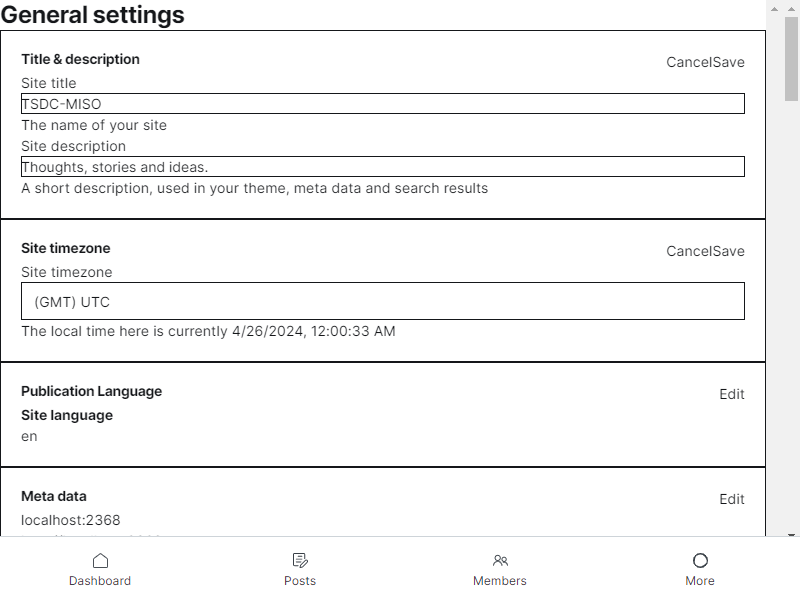 General settings
Title & description
CancelSave
Site title
TSDC-MISO
The name of your site
Site description
Thoughts, stories and ideas.
A short description, used in your theme, meta data and search results
Site timezone
CancelSave
Site timezone
(GMT) UTC
The local time here is currently 4/26/2024, 12:00:33 AM
Publication Language
Edit
Site language
en
Meta data
Edit
localhost:2368
Dashboard
Posts
Members
More